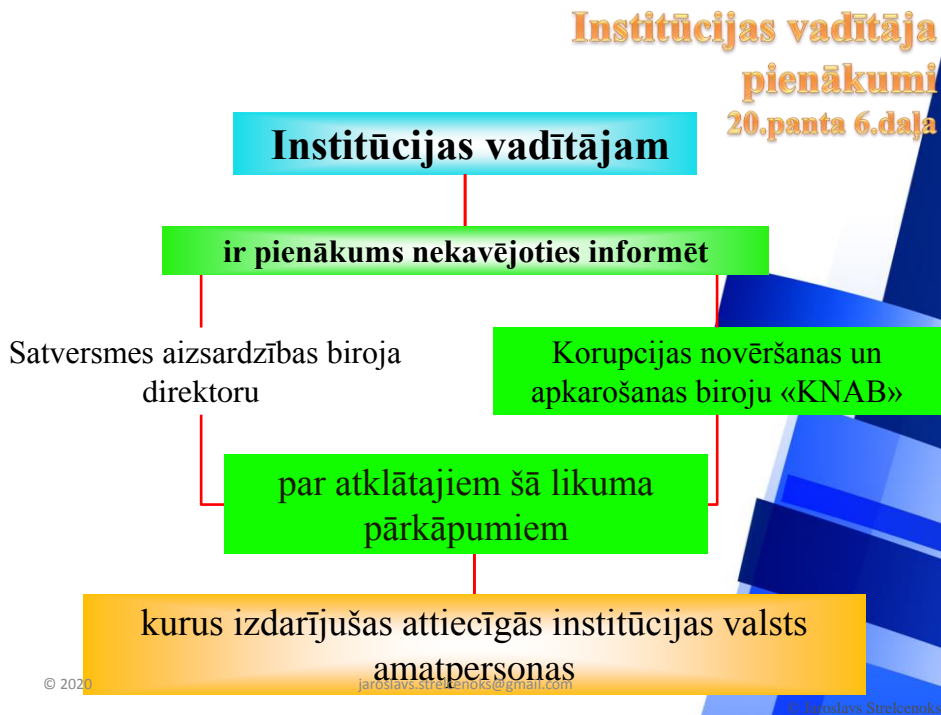 Institūcijas vadītāja
pienākumi
20.panta 6.daļa
Institūcijas vadītājam
ir pienākums nekavējoties informēt
Satversmes aizsardzības biroja
direktoru
Korupcijas novēršanas un
apkarošanas biroju «KNAB»
par atklātajiem šā likuma
pārkāpumiem
kurus izdarījušas attiecīgās institūcijas valsts
amatpersonas
© 2020
jaroslavs.strelcenoks@gmail.com
© Jaroslavs Strelcenoks